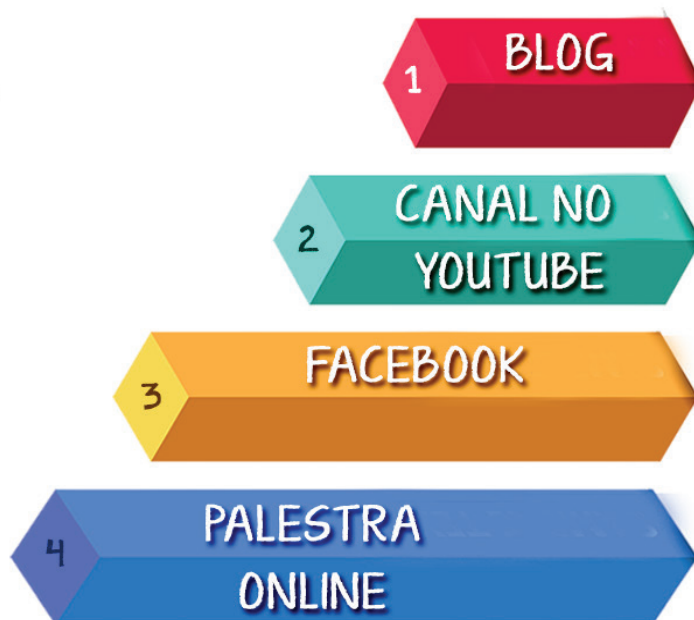 1 BLOG
2 CANAL NO
YOUTUBE
3 FACEBOOK
4 PALESTRA
ONLINE